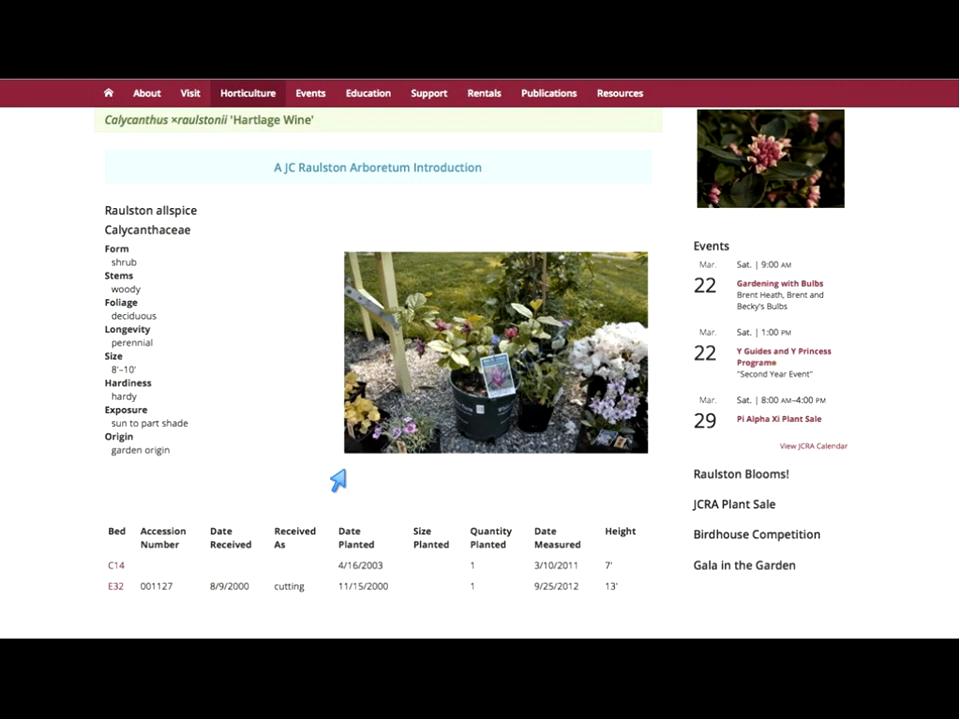 About Visit Horticulture Events Education Support Rentals Publications Resources
Calycanthus ×raulstonii 'Hartlage Wine'
A JC Raulston Arboretum Introduction
Raulston allspice
Calycanthaceae
Form
shrub
Stems
woody
Foliage
deciduous
Longevity
perennial
Size
8'–10'
Hardiness
hardy
Exposure
sun to part shade
Origin
garden origin
Bed Accession Number Date Received Received As Date Planted Size Planted Quantity Planted Date Measured Height
C14 4/16/2003 1 3/10/2011 7'
E32 001127 8/9/2000 cutting 11/15/2000 1 9/25/2012 13'
Events
Mar. Sat. | 9:00 AM
22 Gardening with Bulbs
Brent Heath, Brent and
Becky's Bulbs
Mar. Sat. | 1:00 PM
22 Y Guides and Y Princess
Program®
"Second Year Event"
Mar. Sat. | 8:00 AM–4:00 PM
29 Pi Alpha Xi Plant Sale
View JCRA Calendar
Raulston Blooms!
JCRA Plant Sale
Birdhouse Competition
Gala in the Garden